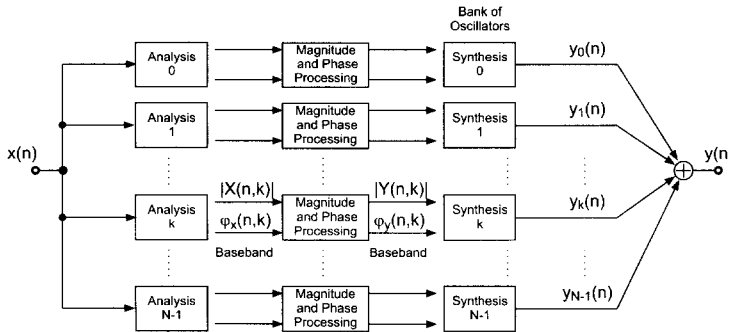 Bank of
Oscillators
Analysis
0
Magnitude
and Phase
Processing
Synthesis
0
y0(n)
Analysis
1
Magnitude
and Phase
Processing
Synthesis
1
y1(n)
x(n)
y(n
|X(n,k)|
|Y(n,k)|
Analysis
k
φx(n,k)
Magnitude
and Phase
Processing
φy(n,k)
Synthesis
k
yk(n)
Baseband
Baseband
Analysis
N-1
Magnitude
and Phase
Processing
Synthesis
N-1
yN-1(n)